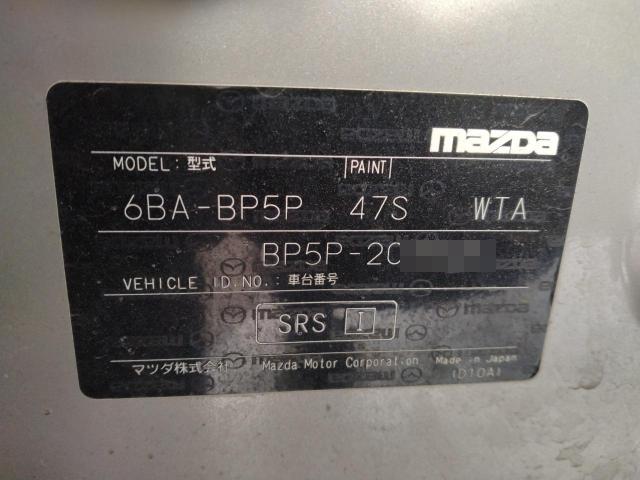 mazda
MODEL: 型式 PAINT
6BA-BP5P 47S WTA
BP5P-20
VEHICLE I.D.NO.: 車台番号
SRS I
マツダ株式会社 Mazda Motor Corporation Made in Japan
(D10A)